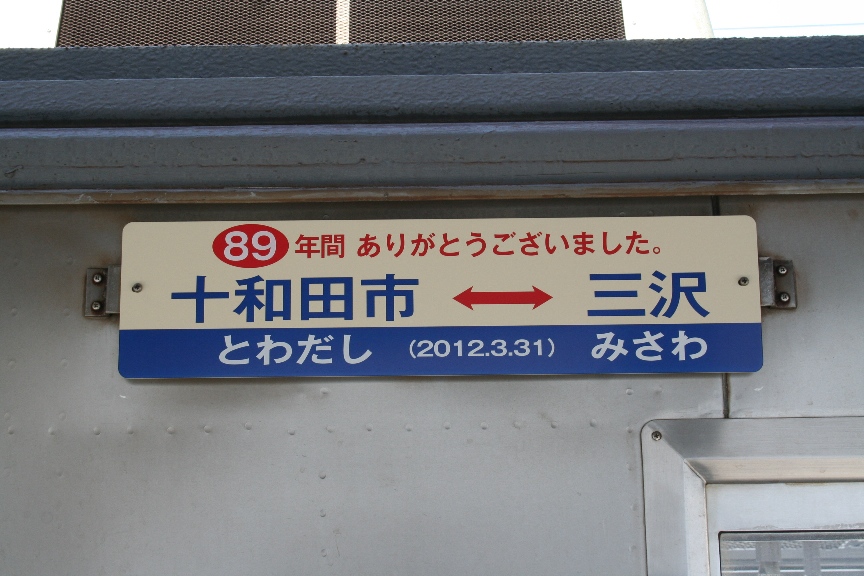 89年間 ありがとうございました。
十和田市 ↔ 三沢
とわだし (2012.3.31) みさわ